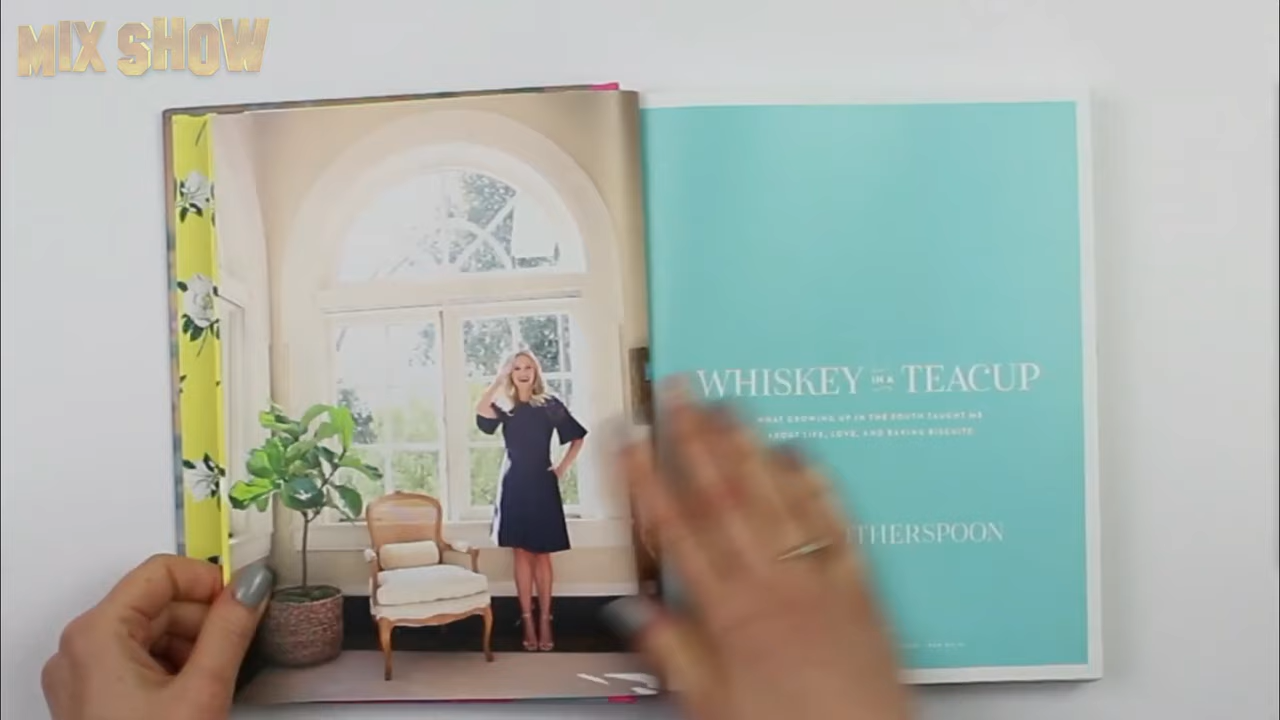 MIX SHOW
WHISKEY IN A TEACUP
WHAT GROWING UP IN THE SOUTH TAUGHT ME
ABOUT LIFE, LOVE, AND BAKING BISCUITS
THERSPOON